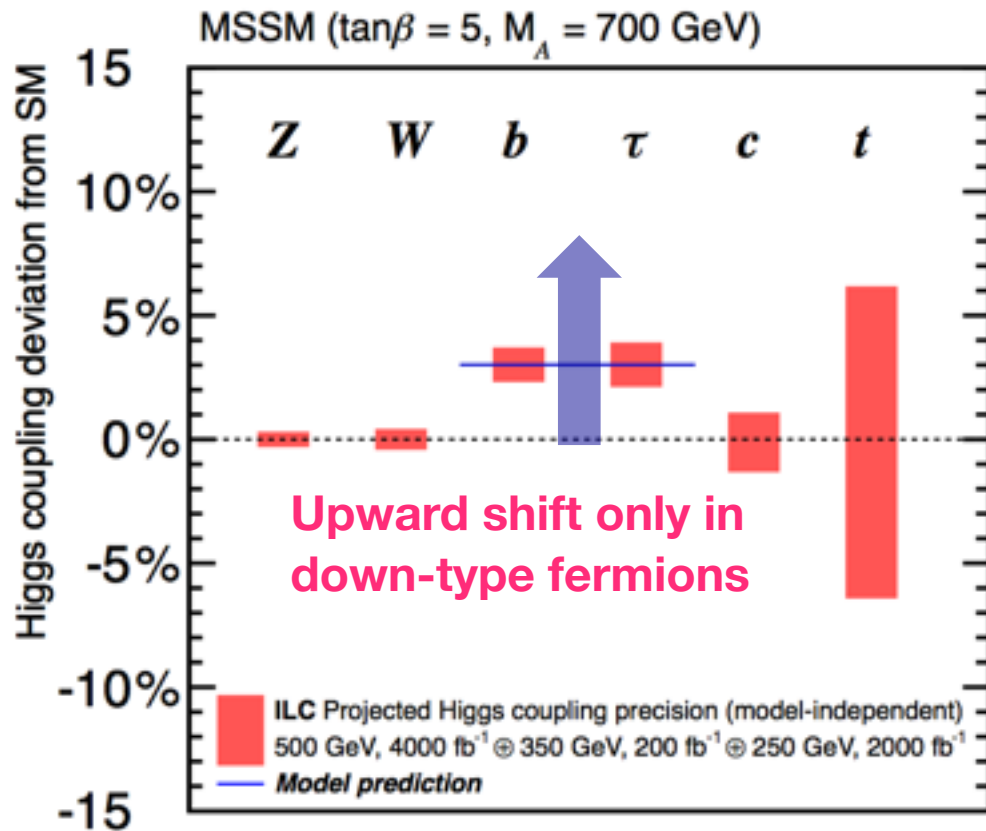 MSSM (tanβ = 5, M_A = 700 GeV)
Higgs coupling deviation from SM
15
10%
5%
0%
-5%
-10%
-15
Z W b τ c t
Upward shift only in
down-type fermions
ILC Projected Higgs coupling precision (model-independent)
500 GeV, 4000 fb⁻¹ ⊕ 350 GeV, 200 fb⁻¹ ⊕ 250 GeV, 2000 fb⁻¹
Model prediction